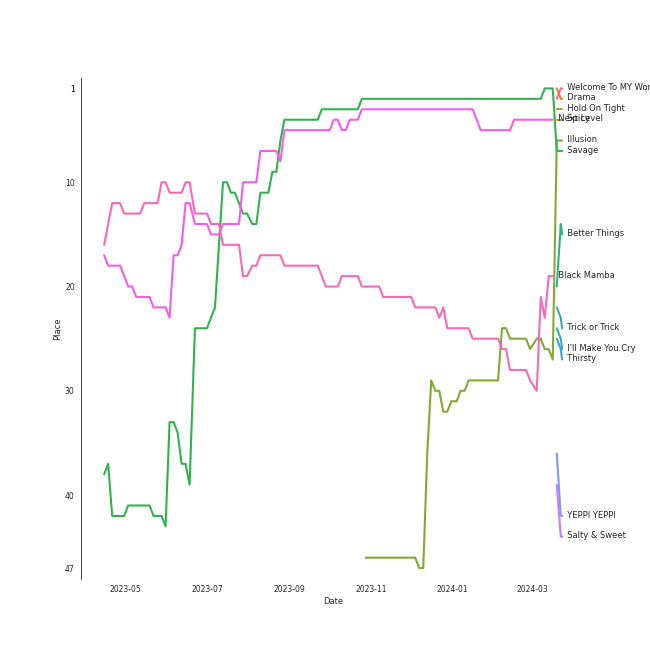 1
10
20
30
40
47
Place
2023-05
2023-07
2023-09
2023-11
2024-01
2024-03
Date
Welcome To MY Wor
Drama
Hold On Tight
Next Level
Spicy
Illusion
Savage
Better Things
Black Mamba
Trick or Trick
I'll Make You Cry
Thirsty
YEPPI YEPPI
Salty & Sweet